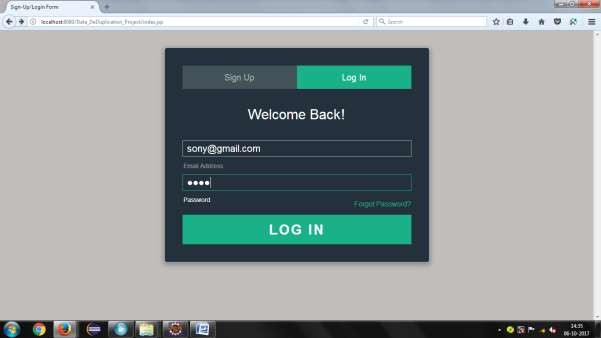 Sign-Up/Login Form
localhost:8080/Data_DeDuplication_Project/index.jsp
Search
Sign Up
Log In
Welcome Back!
sony@gmail.com
Email Address
Password
Forgot Password?
LOG IN
14:35
06-10-2017